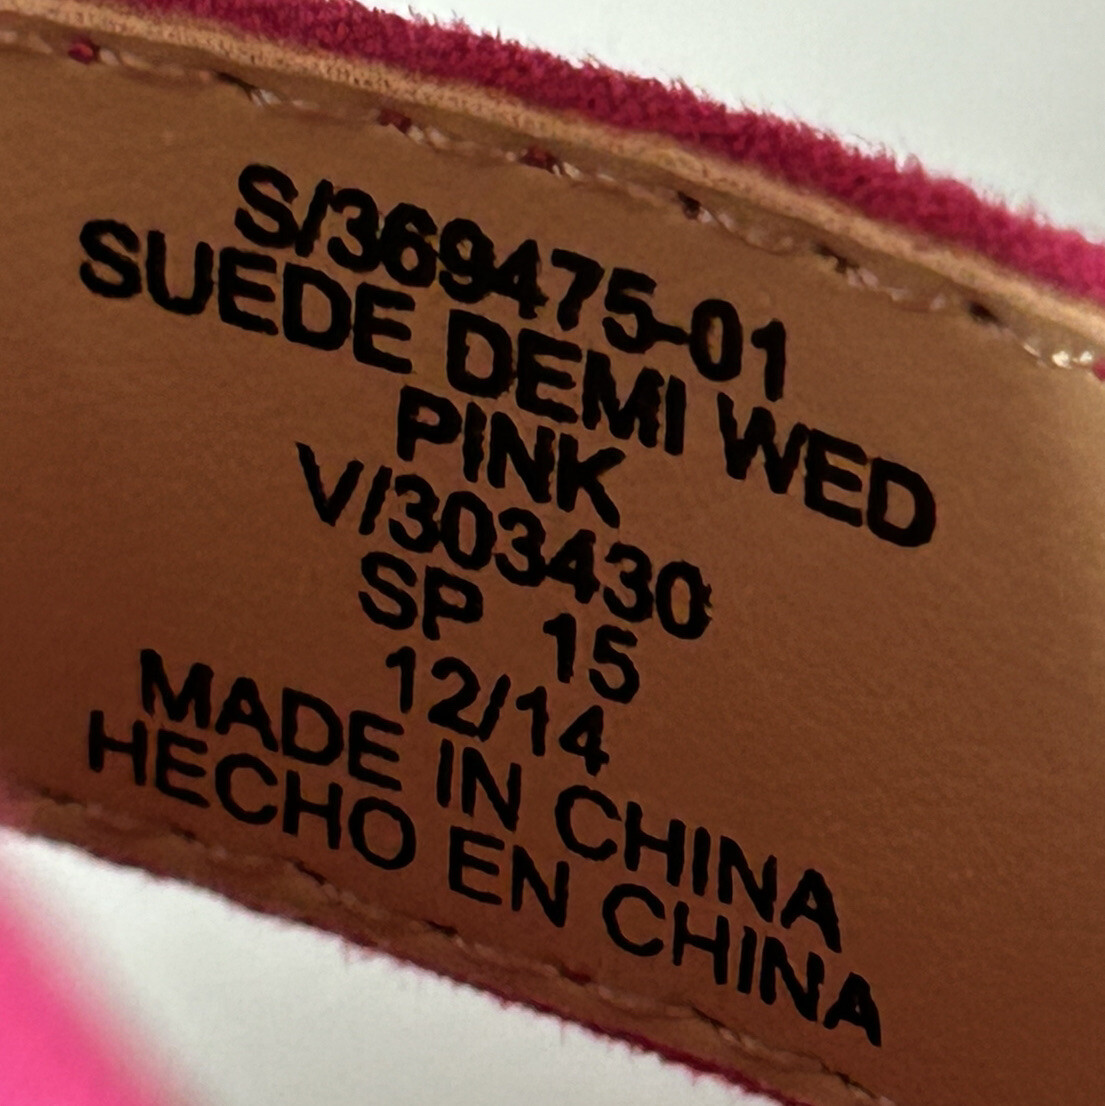 S/369475-01
SUEDE DEMI WED
PINK
V/303430
SP 15
12/14
MADE IN CHINA
HECHO EN CHINA